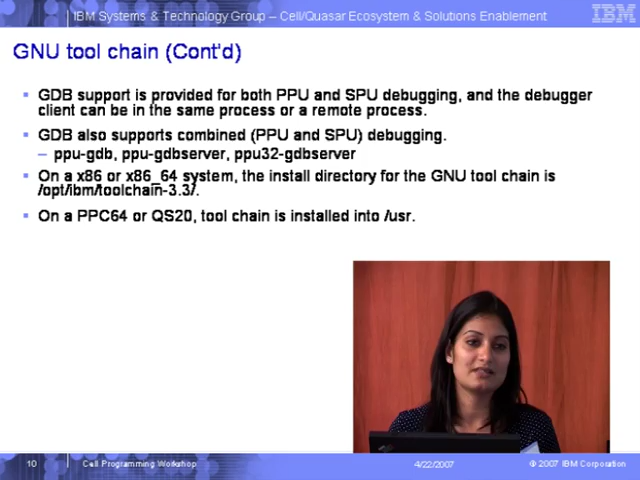 IBM Systems & Technology Group – Cell/Quasar Ecosystem & Solutions Enablement
IBM
GNU tool chain (Cont'd)
▪ GDB support is provided for both PPU and SPU debugging, and the debugger
client can be in the same process or a remote process.
▪ GDB also supports combined (PPU and SPU) debugging.
– ppu-gdb, ppu-gdbserver, ppu32-gdbserver
▪ On a x86 or x86_64 system, the install directory for the GNU tool chain is
/opt/ibm/toolchain-3.3/.
▪ On a PPC64 or QS20, tool chain is installed into /usr.
10 Cell Programming Workshop 4/22/2007 © 2007 IBM Corporation